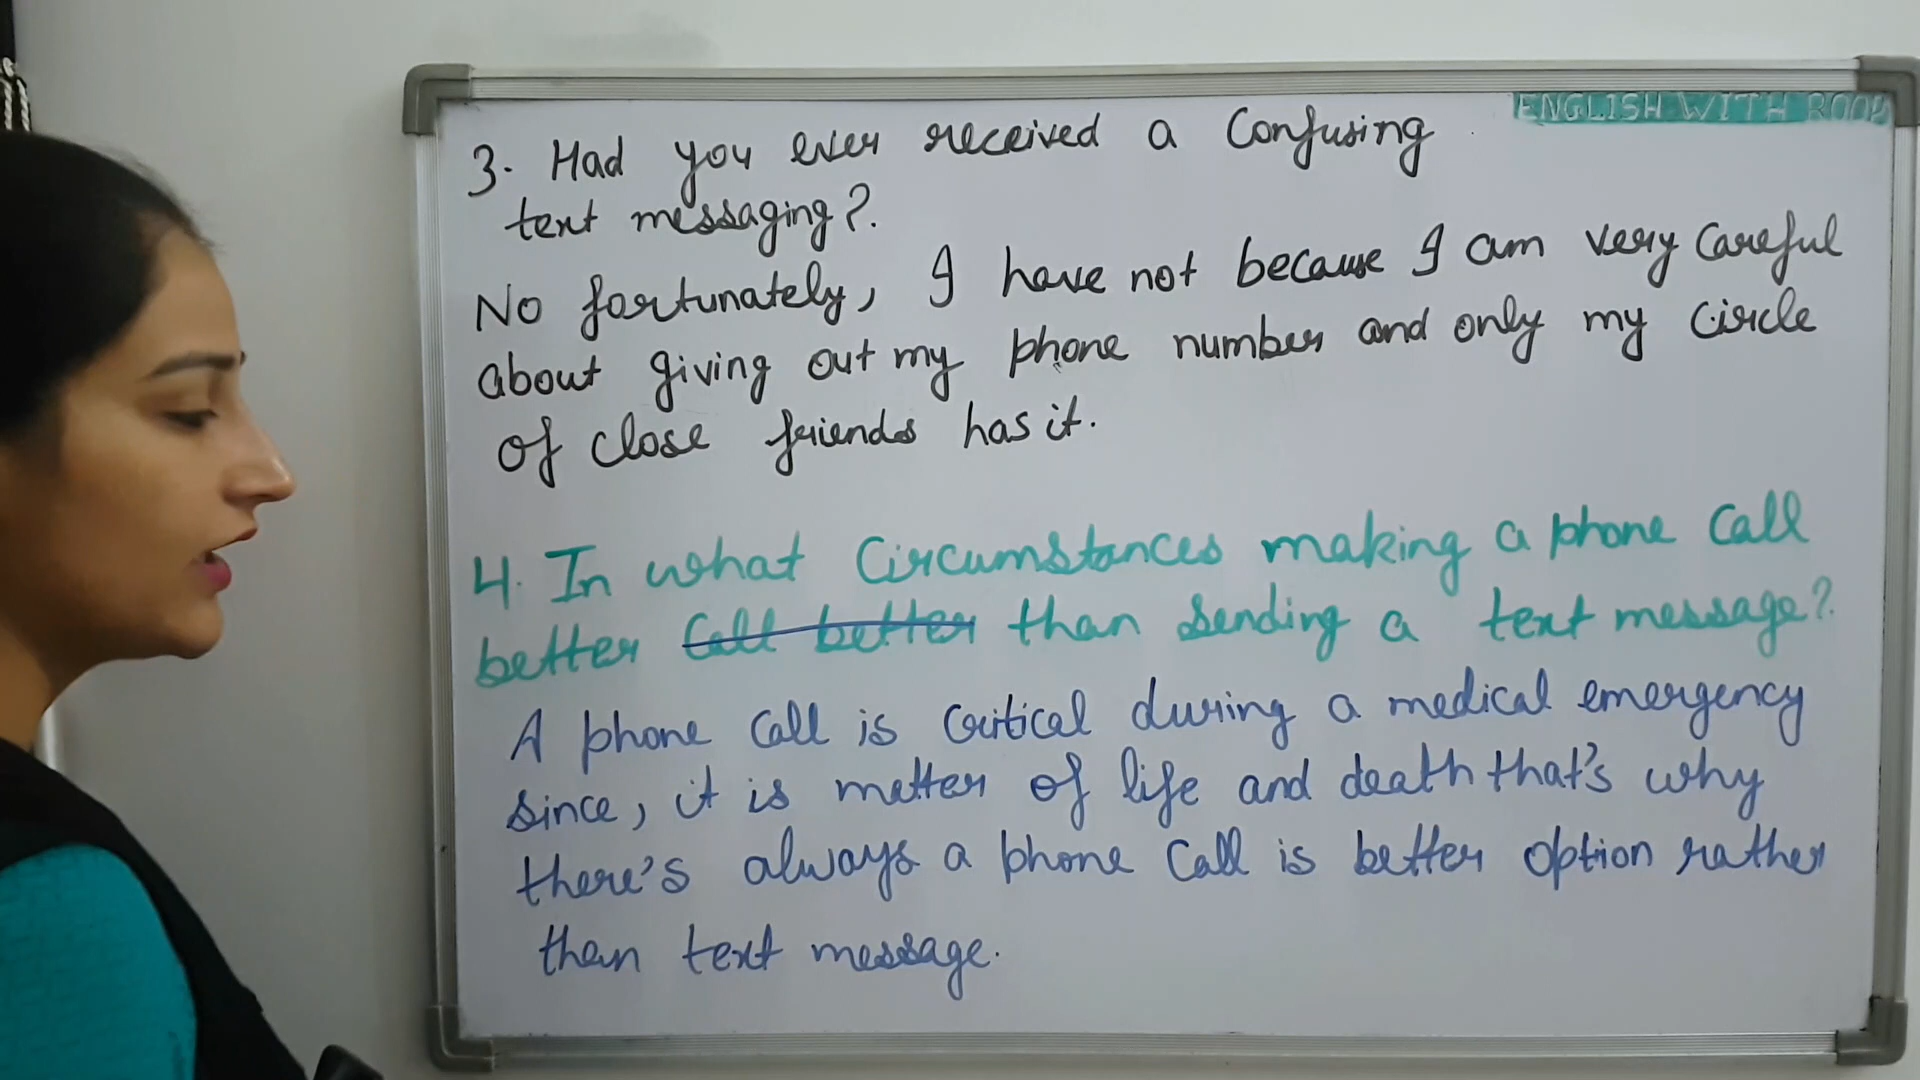 ENGLISH WITH ROOP
3. Had you ever received a Confusing
text messaging?.
No fortunately, I have not because I am very Careful
about giving out my phone number and only my Circle
of close friends has it.
4. In what Circumstances making a phone Call
better Call better than Sending a text message?.
A phone Call is Critical during a medical emergency
since, it is matter of life and death that's why
there's always a phone Call is better option rather
than text message.